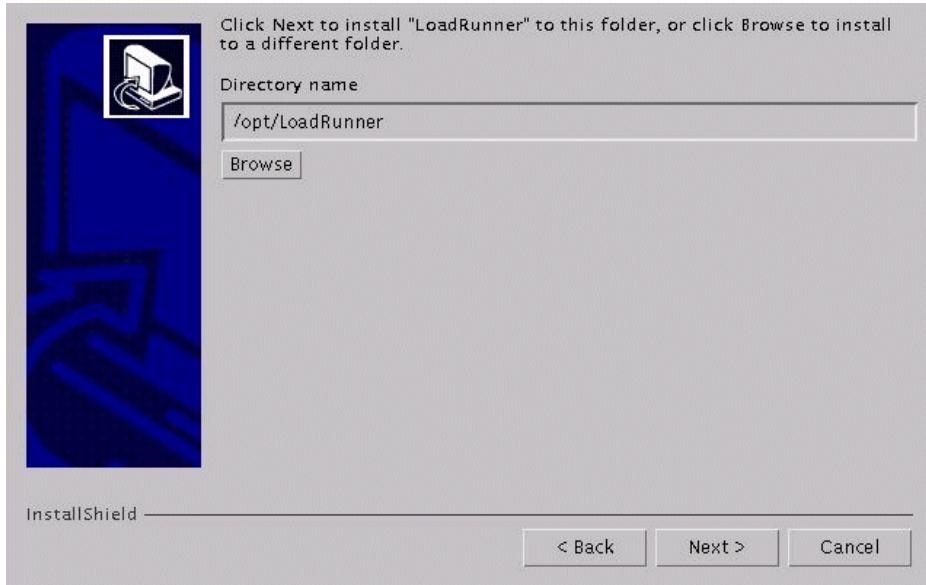 Click Next to install "LoadRunner" to this folder, or click Browse to install
to a different folder.
Directory name
/opt/LoadRunner
Browse
InstallShield
< Back Next > Cancel